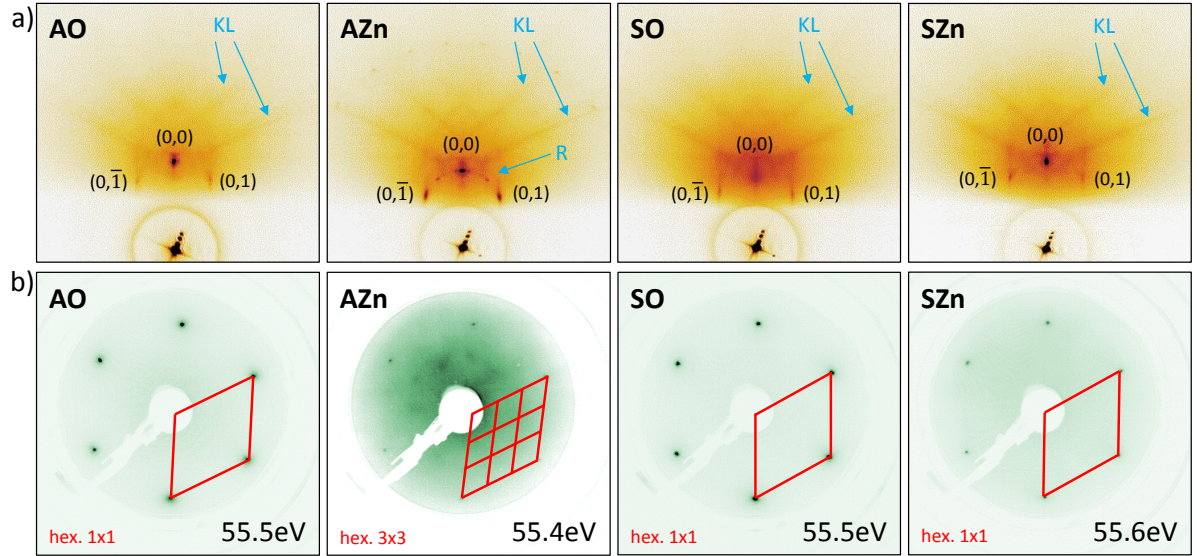 a)
AO
KL
(0,0)
(0,1̅)
(0,1)
AZn
KL
(0,0)
R
(0,1̅)
(0,1)
SO
KL
(0,0)
(0,1̅)
(0,1)
SZn
KL
(0,0)
(0,1̅)
(0,1)
b)
AO
hex. 1x1
55.5eV
AZn
hex. 3x3
55.4eV
SO
hex. 1x1
55.5eV
SZn
hex. 1x1
55.6eV